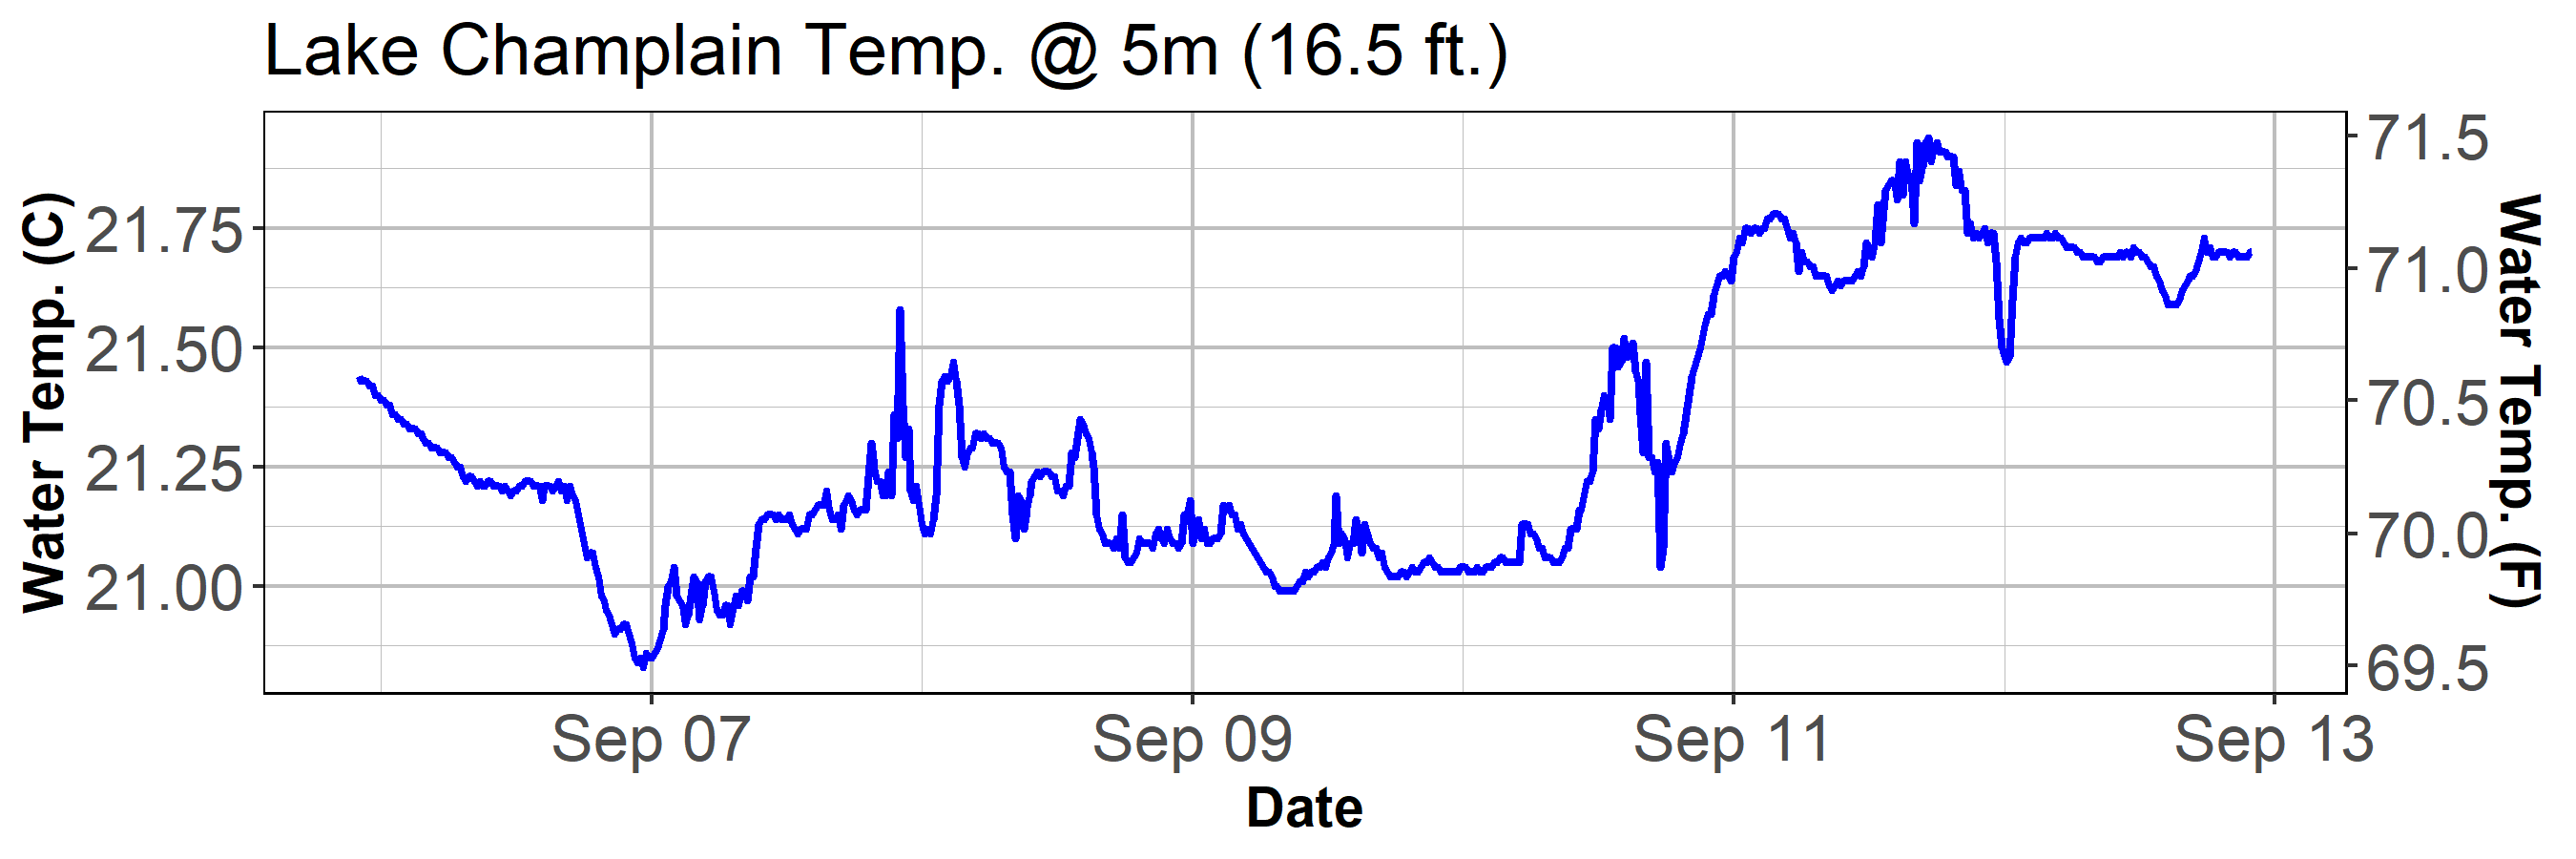 Lake Champlain Temp. @ 5m (16.5 ft.)
Water Temp. (C)
21.75
21.50
21.25
21.00
71.5
71.0
70.5
70.0
69.5
Water Temp. (F)
Sep 07
Sep 09
Sep 11
Sep 13
Date